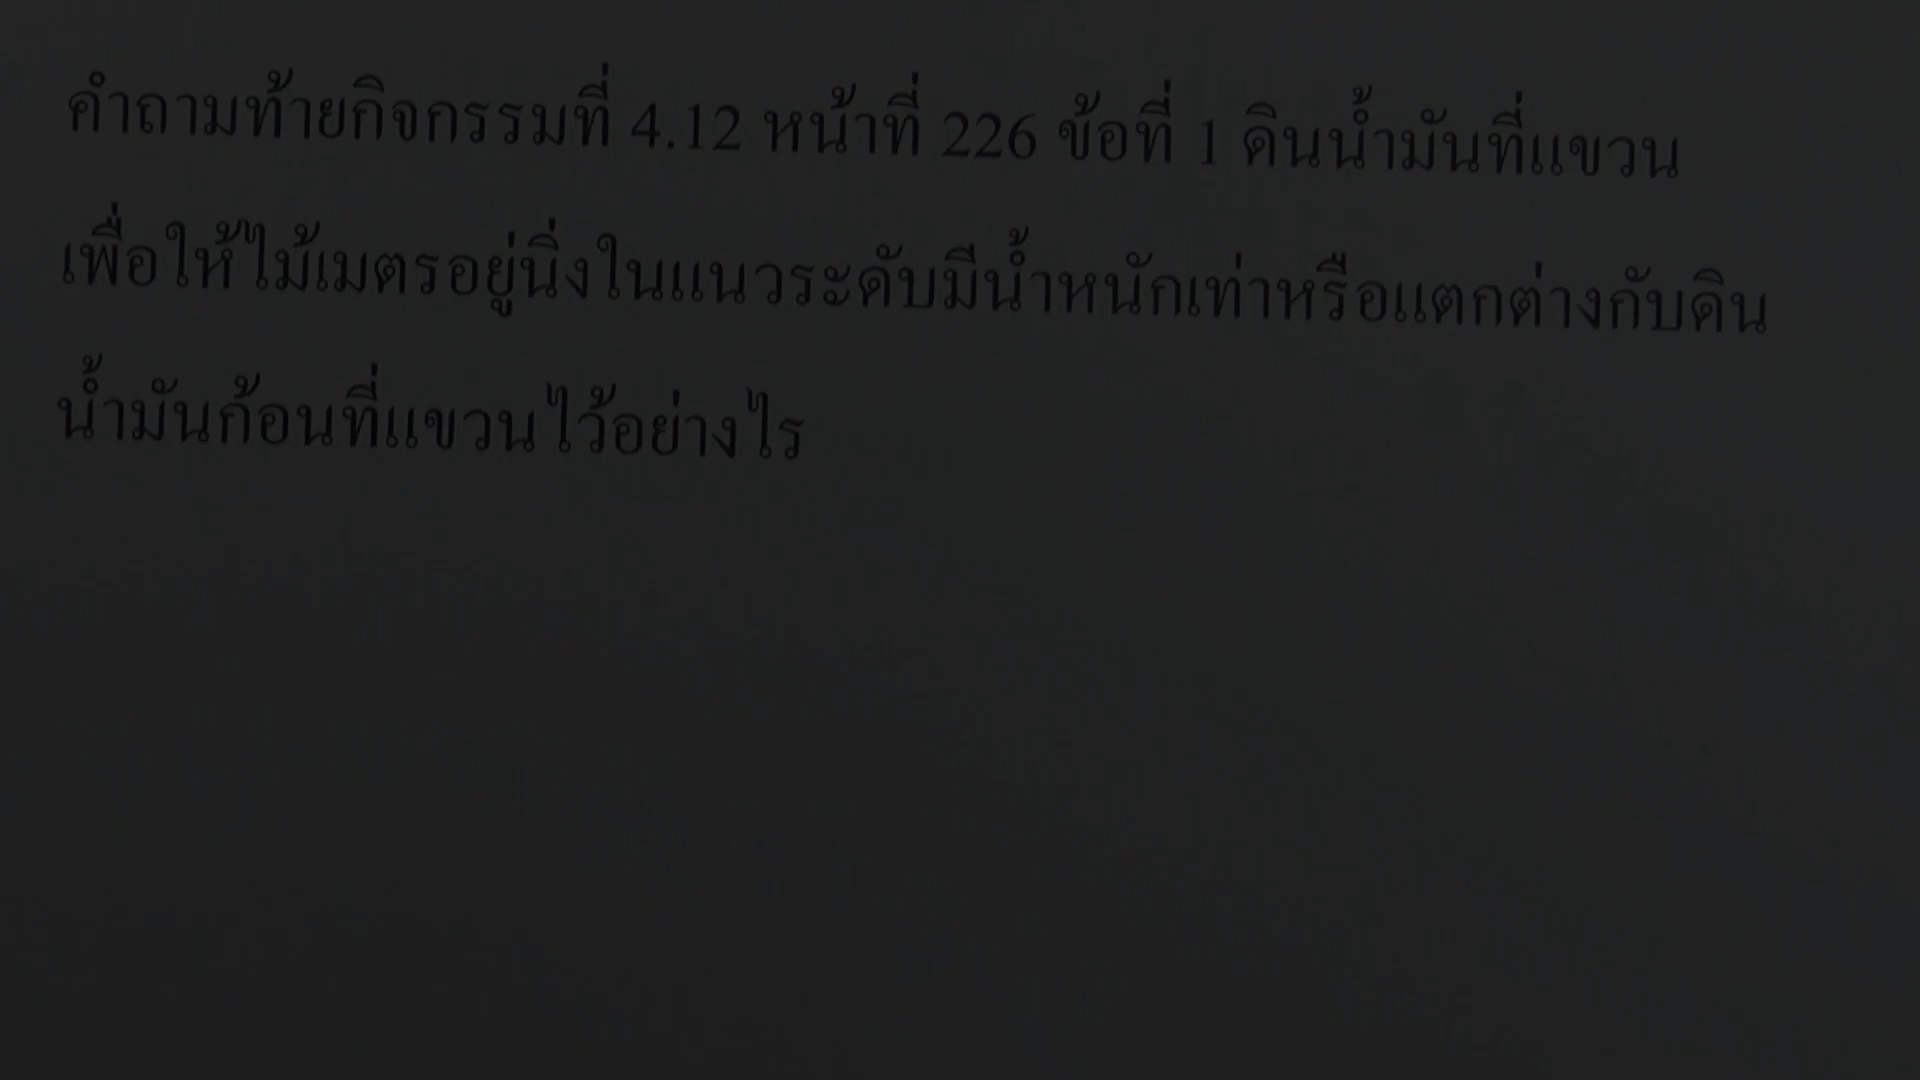 คำถามท้ายกิจกรรมที่ 4.12 หน้าที่ 226 ข้อที่ 1 ดินน้ำมันที่แขวน
เพื่อให้ไม้เมตรอยู่นิ่งในแนวระดับมีน้ำหนักเท่าหรือแตกต่างกับดิน
น้ำมันก้อนที่แขวนไว้อย่างไร